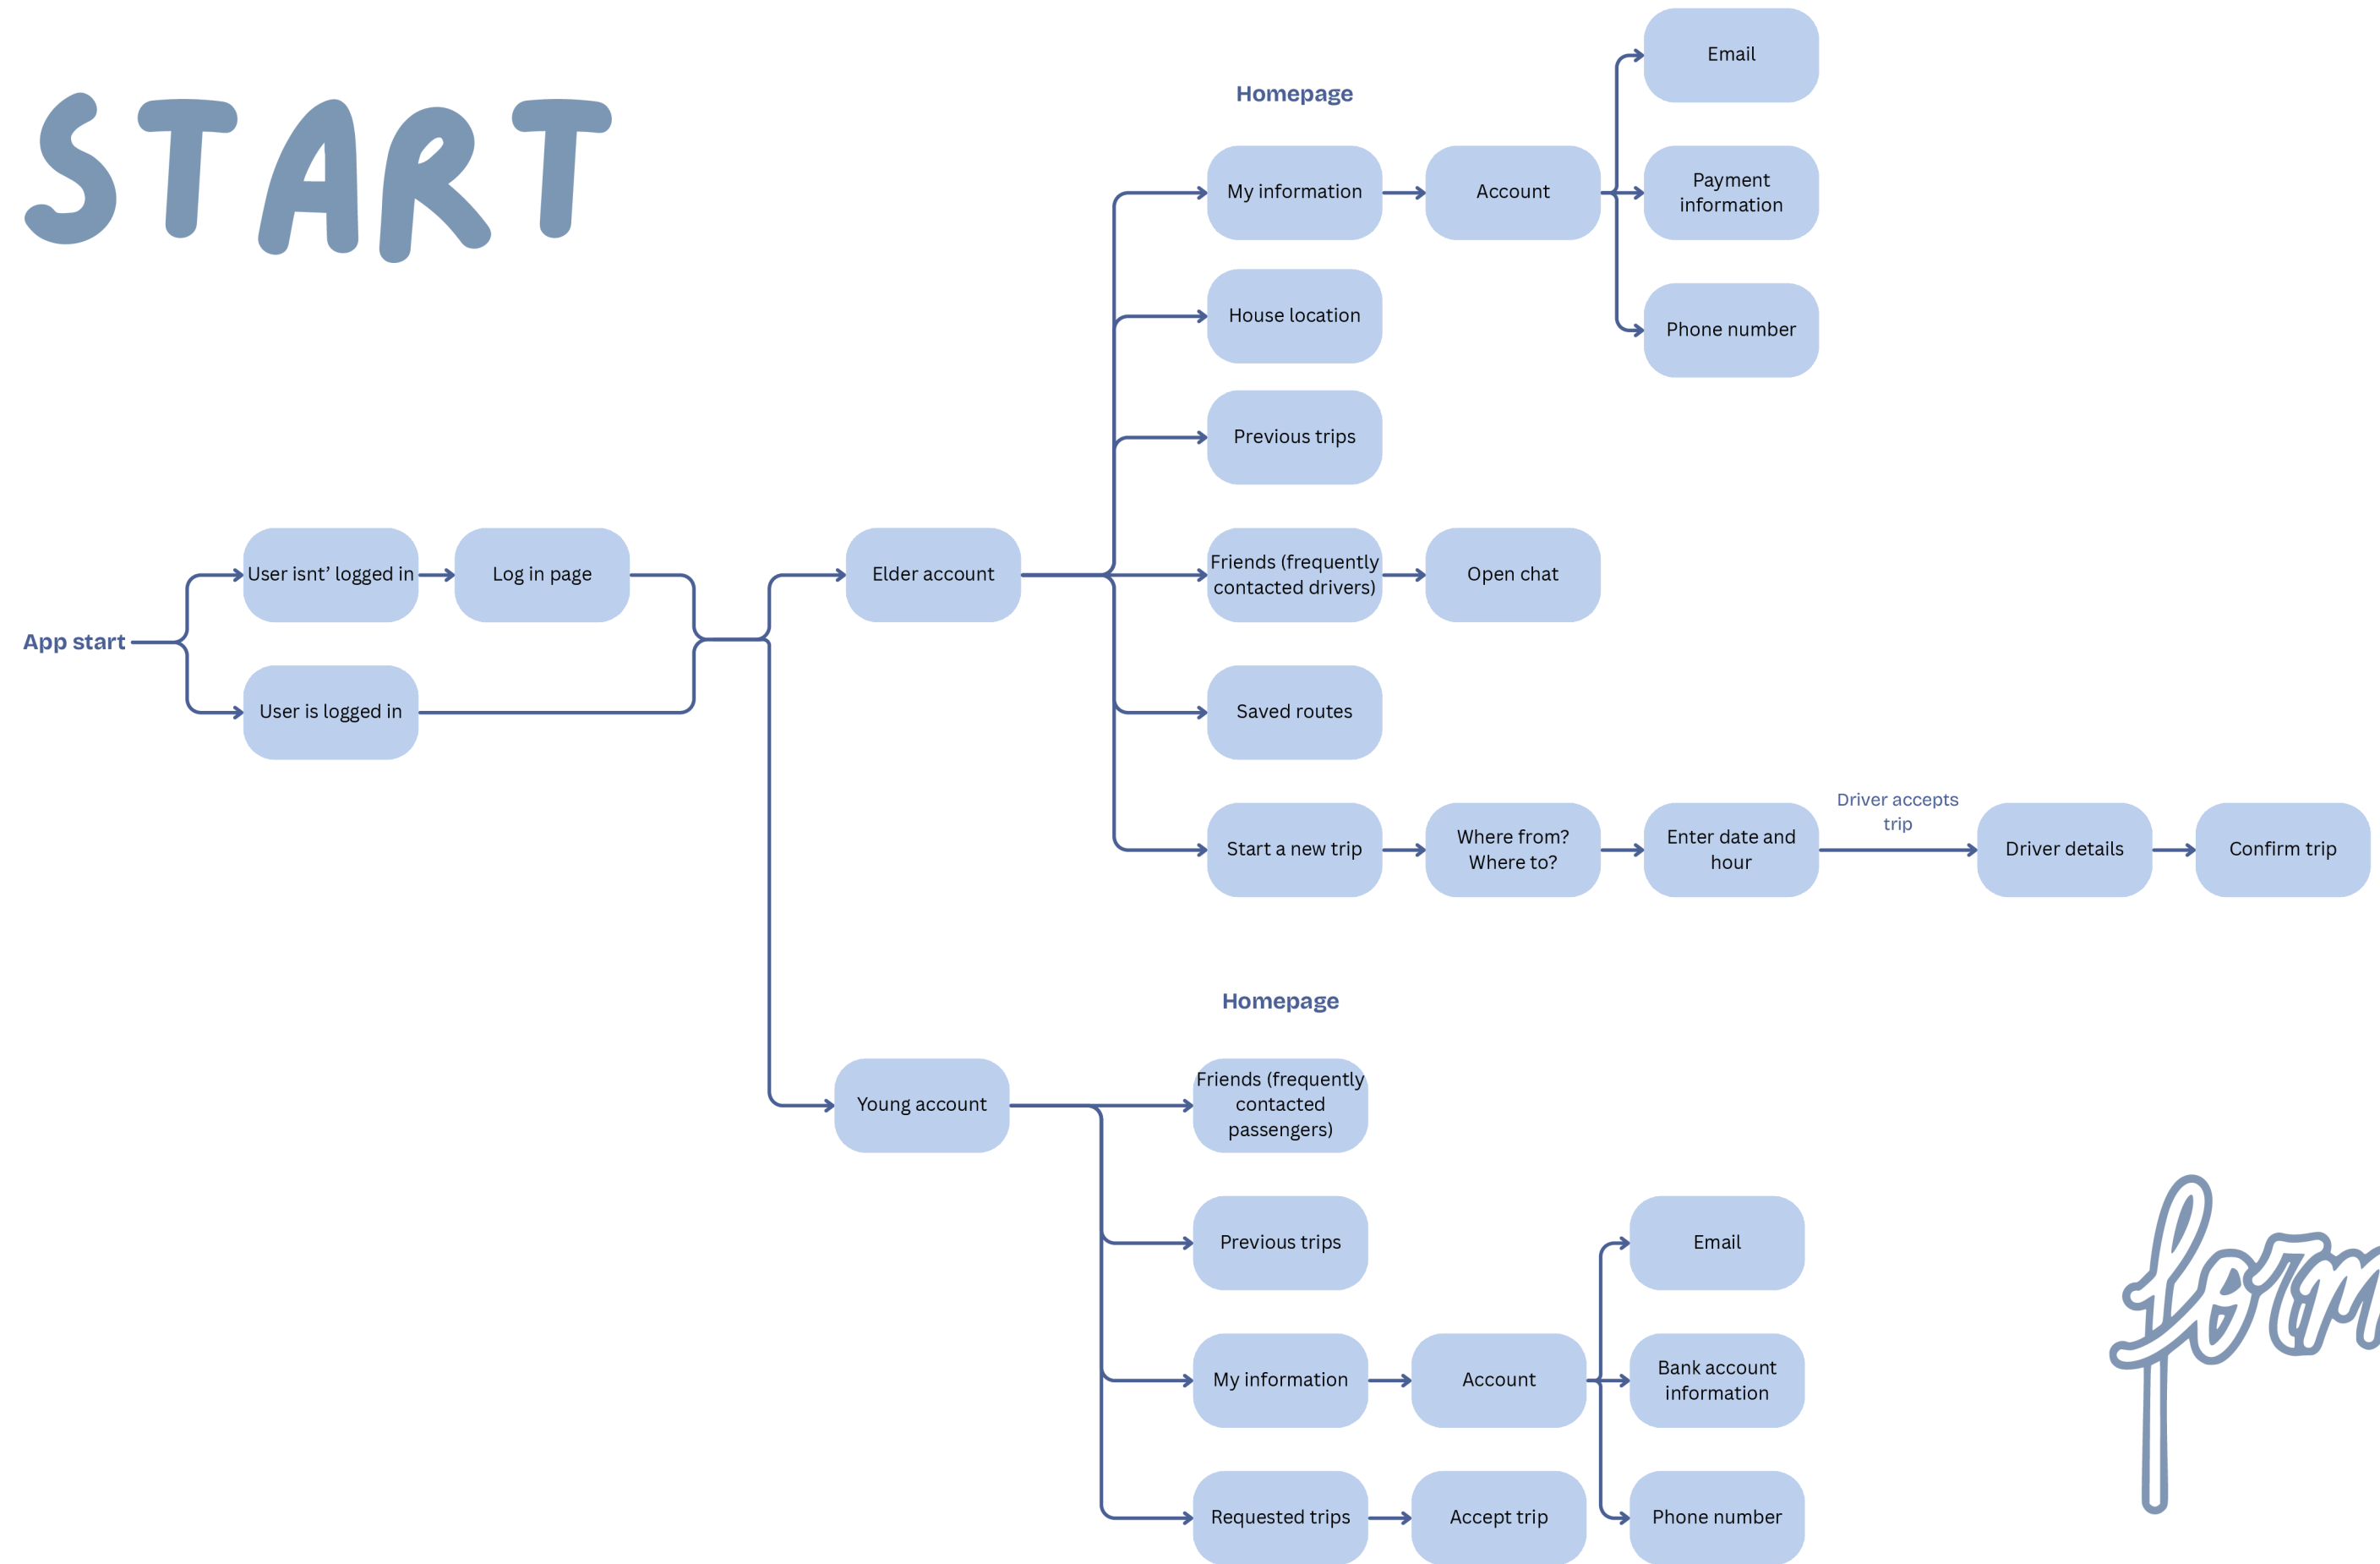 START
Homepage
Email
My information
Account
Payment
information
House location
Phone number
Previous trips
App start
User isnt’ logged in
Log in page
User is logged in
Elder account
Friends (frequently
contacted drivers)
Open chat
Saved routes
Start a new trip
Where from?
Where to?
Enter date and
hour
Driver accepts
trip
Driver details
Confirm trip
Homepage
Young account
Friends (frequently
contacted
passengers)
Previous trips
Email
My information
Account
Bank account
information
Requested trips
Accept trip
Phone number